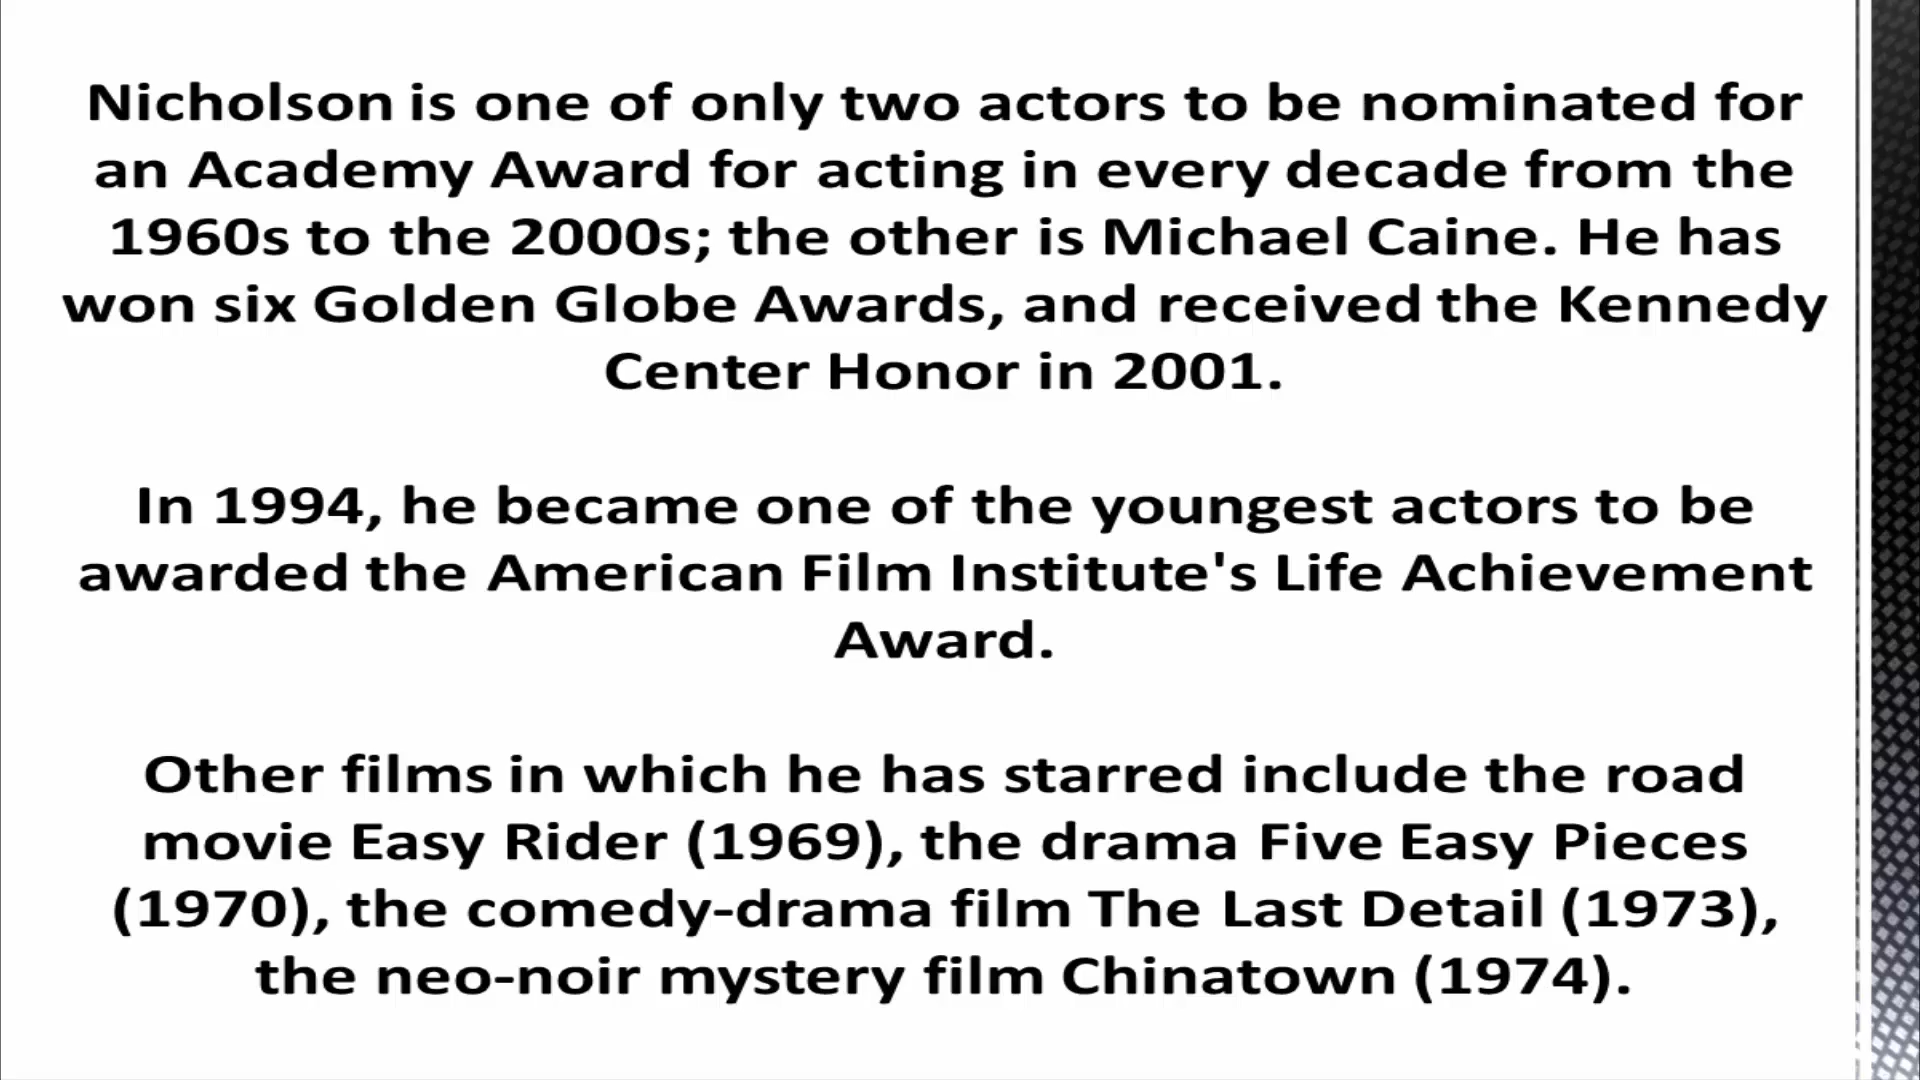 Nicholson is one of only two actors to be nominated for
an Academy Award for acting in every decade from the
1960s to the 2000s; the other is Michael Caine. He has
won six Golden Globe Awards, and received the Kennedy
Center Honor in 2001.
In 1994, he became one of the youngest actors to be
awarded the American Film Institute's Life Achievement
Award.
Other films in which he has starred include the road
movie Easy Rider (1969), the drama Five Easy Pieces
(1970), the comedy-drama film The Last Detail (1973),
the neo-noir mystery film Chinatown (1974).